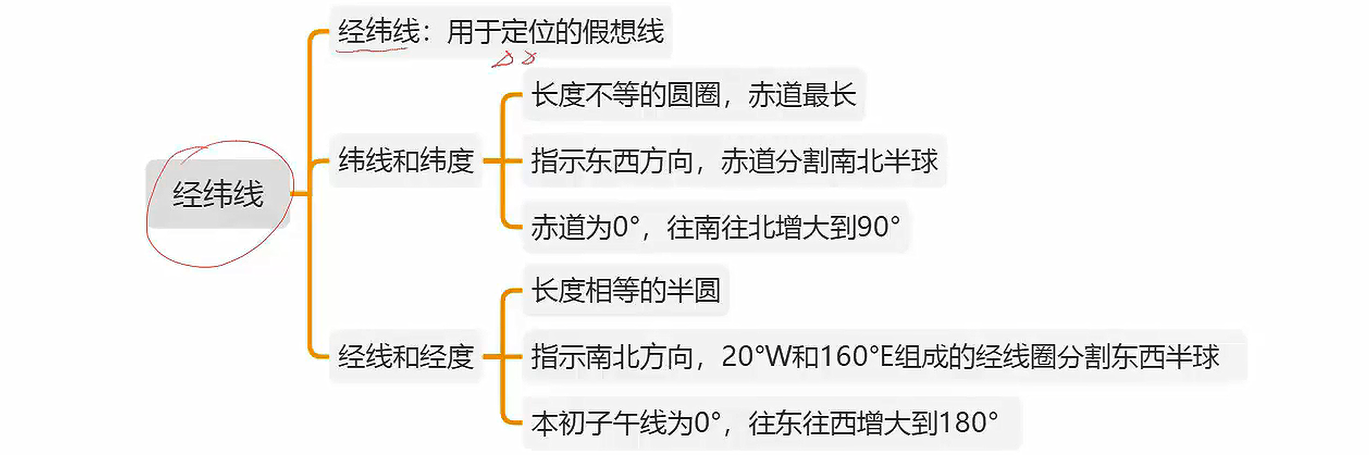 经纬线：用于定位的假想线
长度不等的圆圈，赤道最长
纬线和纬度
指示东西方向，赤道分割南北半球
经纬线
赤道为0°，往南往北增大到90°
长度相等的半圆
经线和经度
指示南北方向，20°W和160°E组成的经线圈分割东西半球
本初子午线为0°，往东往西增大到180°